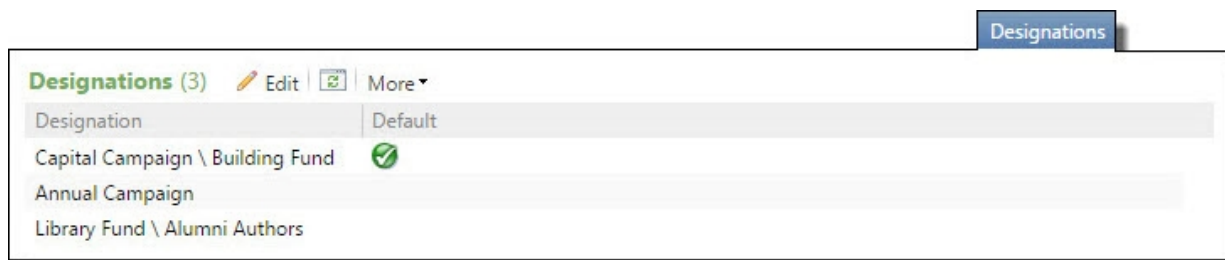 Designations
Designations (3) Edit More
Designation Default
Capital Campaign \ Building Fund
Annual Campaign
Library Fund \ Alumni Authors